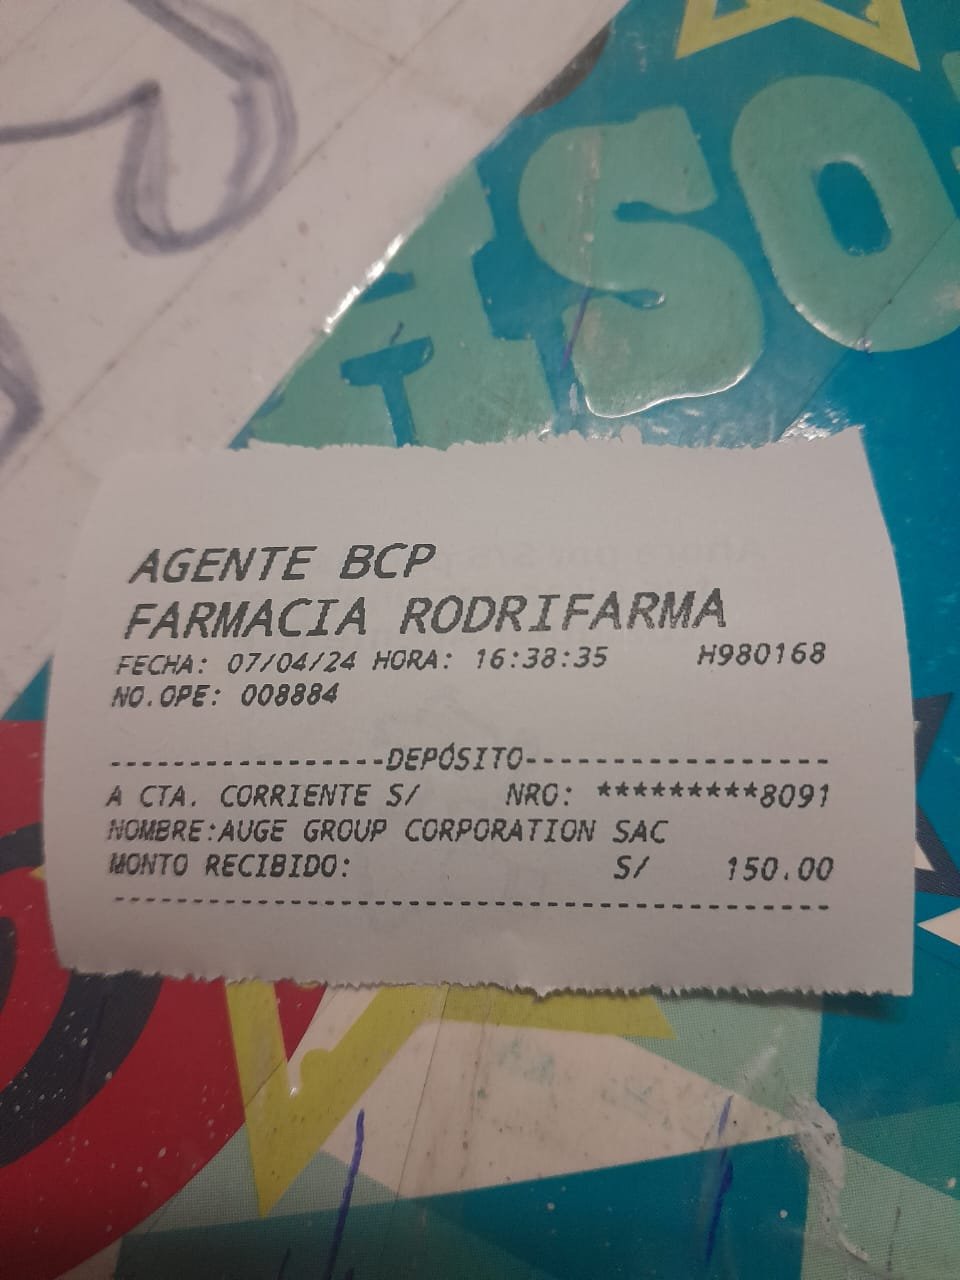 HSO
AGENTE BCP
FARMACIA RODRIFARMA
FECHA: 07/04/24 HORA: 16:38:35 H980168
NO.OPE: 008884
------------------DEPÓSITO------------------
A CTA. CORRIENTE S/ NRO: *********8091
NOMBRE:AUGE GROUP CORPORATION SAC
MONTO RECIBIDO: S/ 150.00
--------------------------------------------